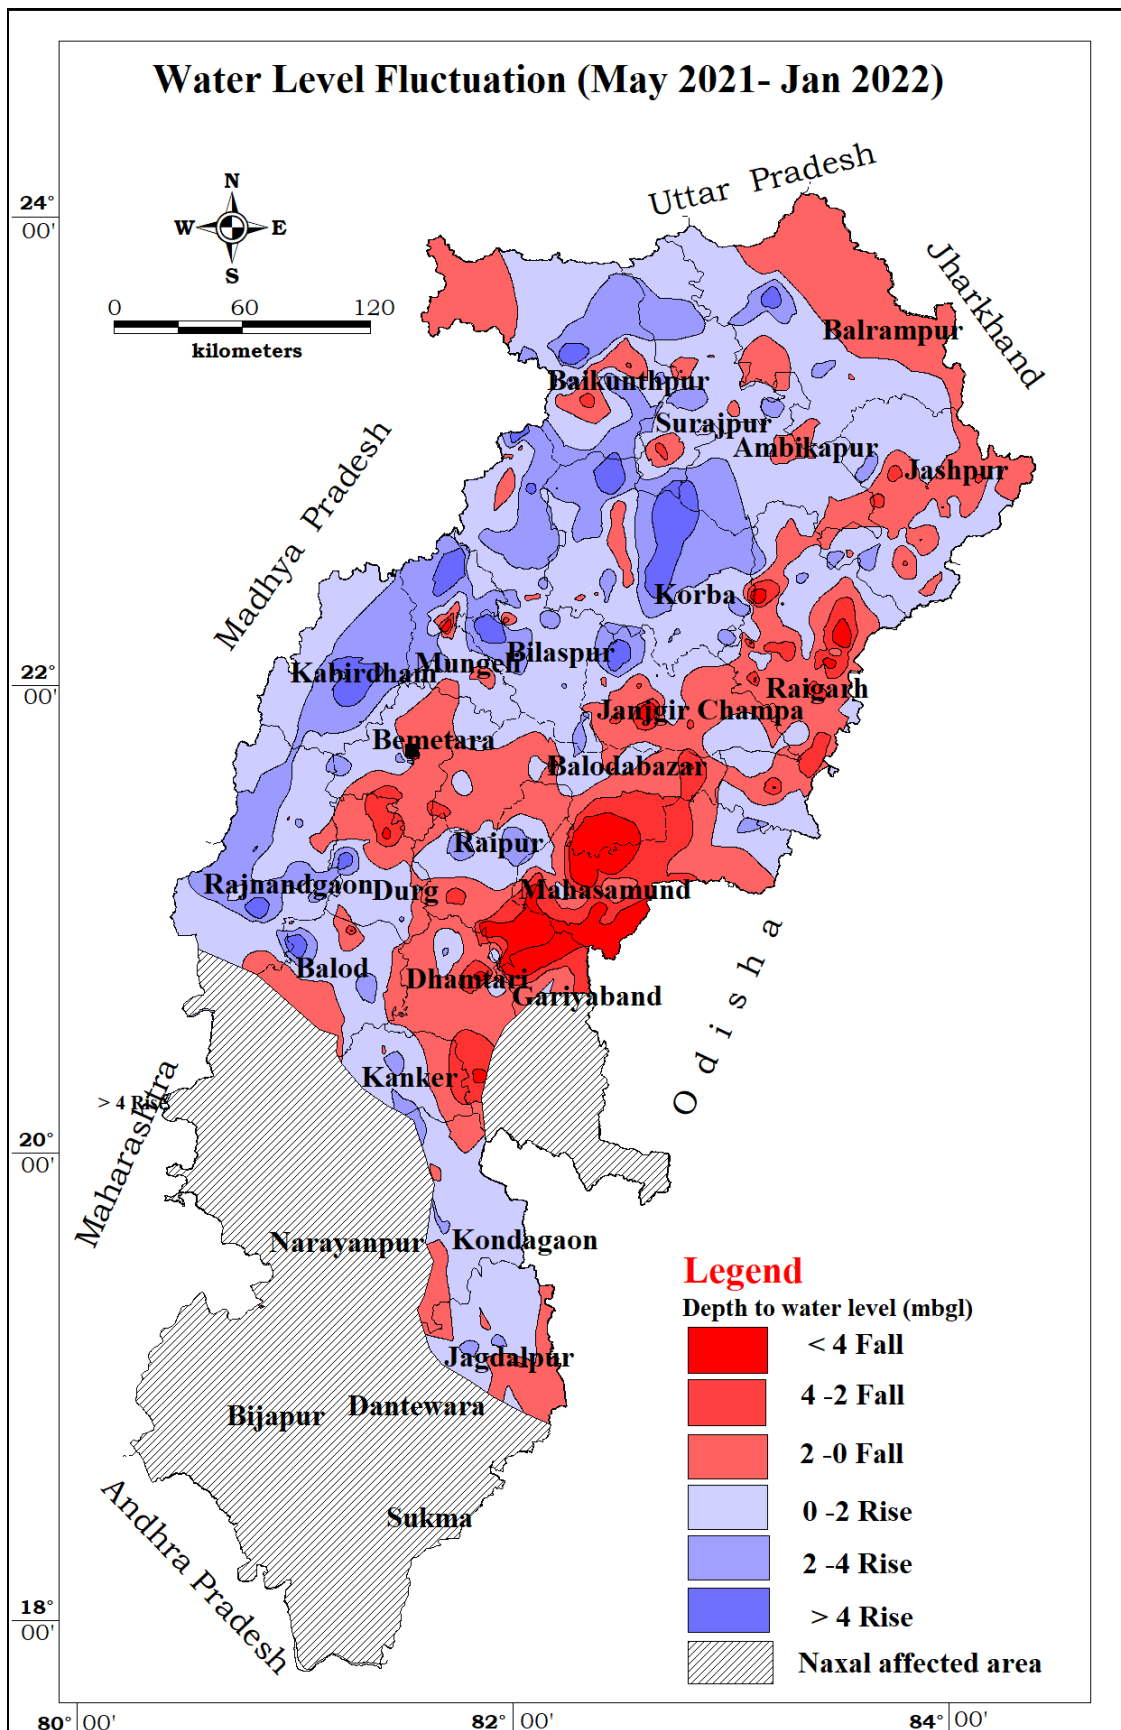 Water Level Fluctuation (May 2021- Jan 2022)
Uttar Pradesh
N
24°
00'
W E
S
Jharkhand
0 60 120
kilometers
Balrampur
Baikunthpur
Surajpur
Ambikapur
Jashpur
Madhya Pradesh
Korba
Bilaspur
Mungeli
Kabirdham
22°
00'
Raigarh
Janjgir Champa
Bemetara
Balodabazar
Raipur
Rajnandgaon
Durg
Mahasamund
Balod
Dhamtari
Gariyaband
Odisha
Kanker
> 4 Rise
Maharashtra
20°
00'
Narayanpur
Kondagaon
Legend
Depth to water level (mbgl)
< 4 Fall
Jagdalpur
4 -2 Fall
Dantewara
Bijapur
2 -0 Fall
Andhra Pradesh
0 -2 Rise
Sukma
2 -4 Rise
18°
00'
> 4 Rise
Naxal affected area
80° 00'
82° 00'
84° 00'